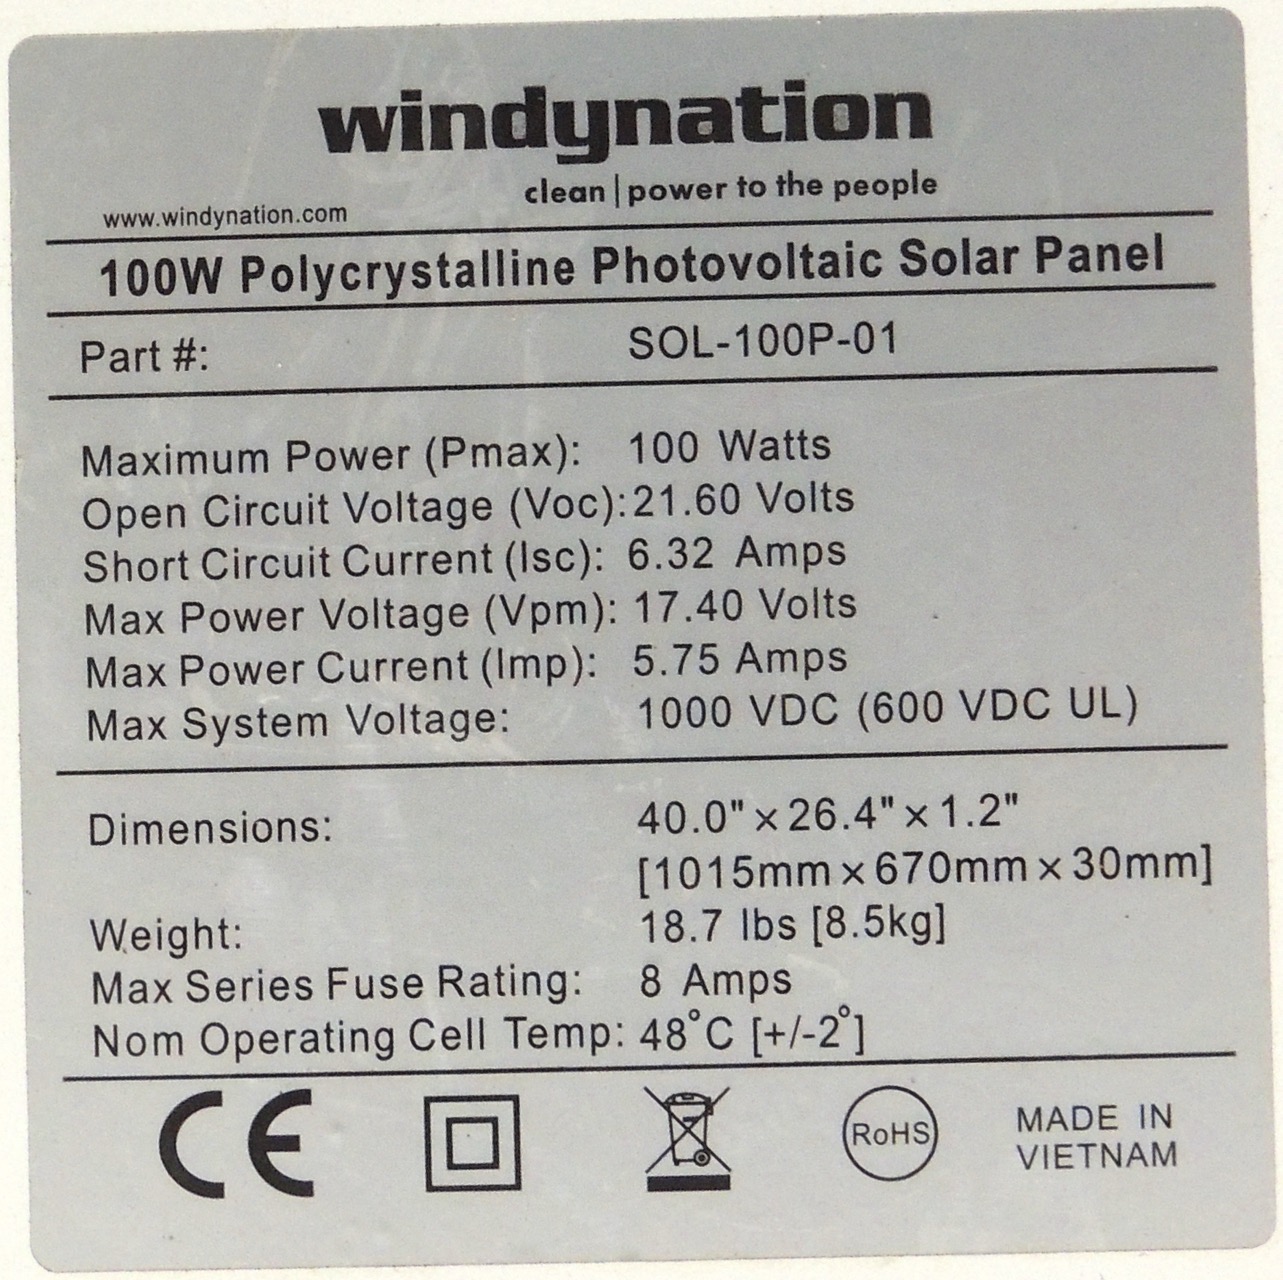 windynation
clean | power to the people
www.windynation.com
100W Polycrystalline Photovoltaic Solar Panel
Part #: SOL-100P-01
Maximum Power (Pmax): 100 Watts
Open Circuit Voltage (Voc): 21.60 Volts
Short Circuit Current (Isc): 6.32 Amps
Max Power Voltage (Vpm): 17.40 Volts
Max Power Current (Imp): 5.75 Amps
Max System Voltage: 1000 VDC (600 VDC UL)
Dimensions: 40.0" x 26.4" x 1.2"
[1015mm x 670mm x 30mm]
Weight: 18.7 lbs [8.5kg]
Max Series Fuse Rating: 8 Amps
Nom Operating Cell Temp: 48°C [+/-2°]
CE RoHS MADE IN
VIETNAM